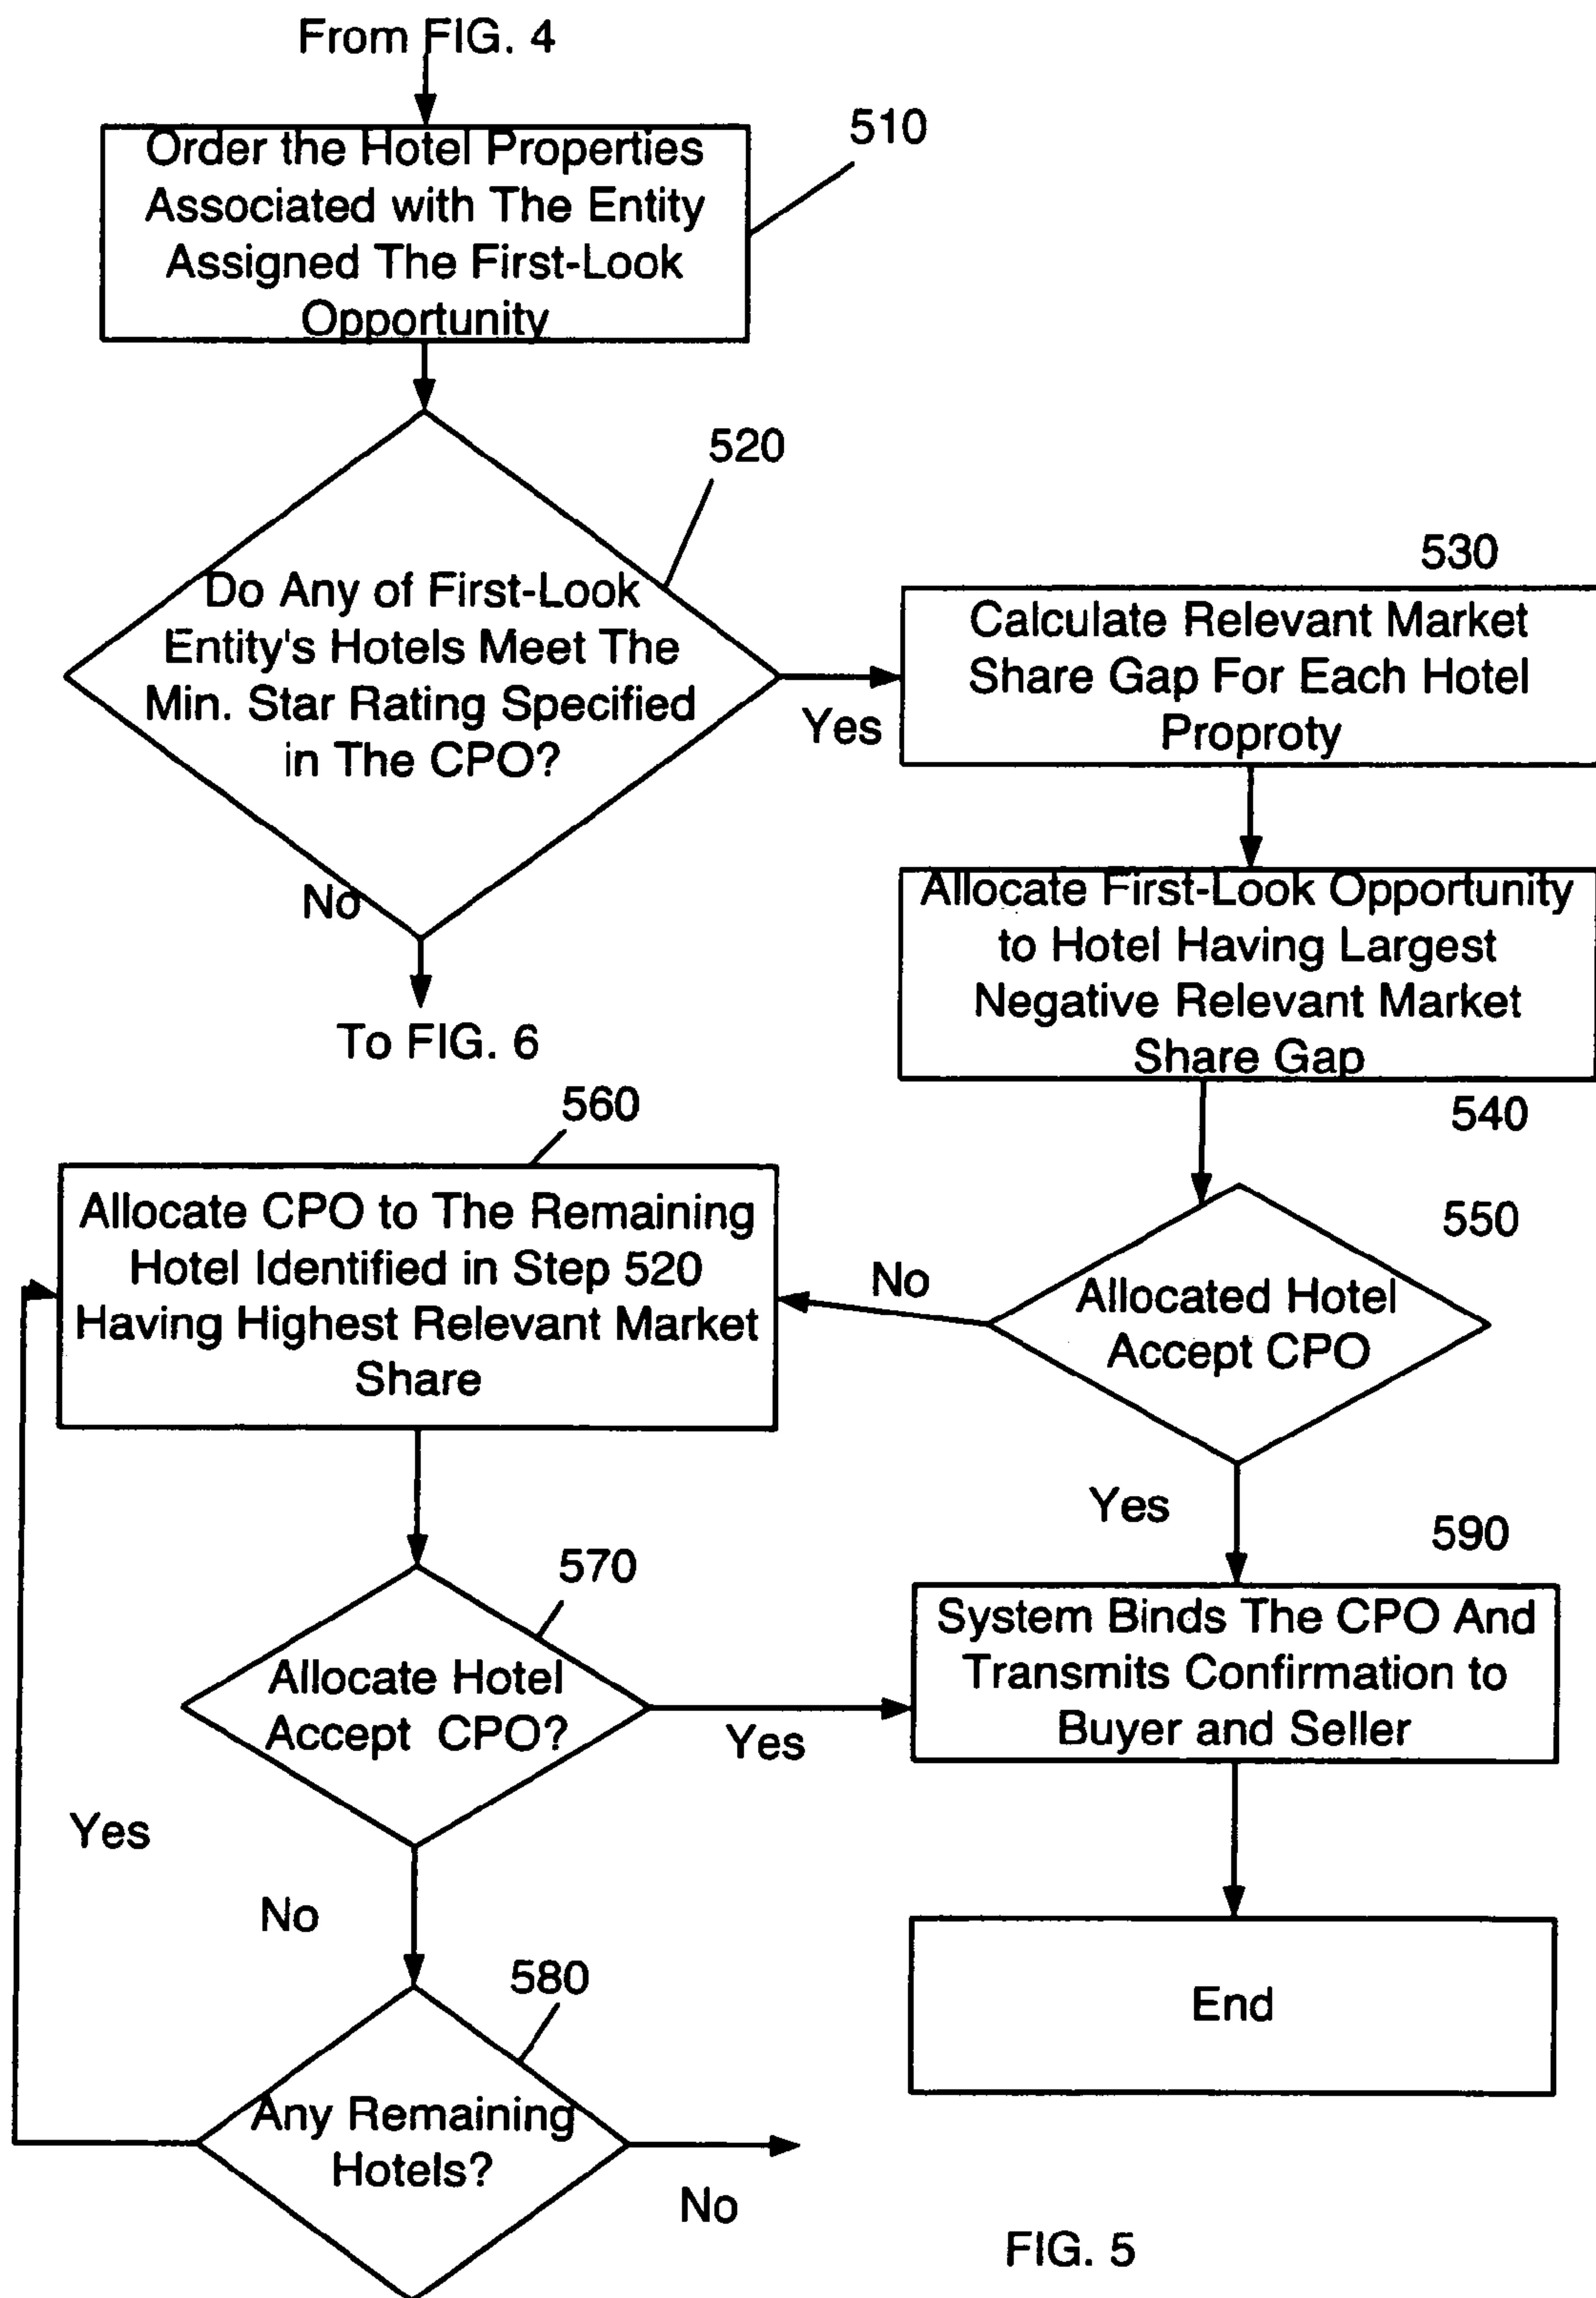 From FIG. 4
510
Order the Hotel Properties
Associated with The Entity
Assigned The First-Look
Opportunity
520
Do Any of First-Look
Entity's Hotels Meet The
Min. Star Rating Specified
in The CPO?
Yes
No
To FIG. 6
530
Calculate Relevant Market
Share Gap For Each Hotel
Proproty
Allocate First-Look Opportunity
to Hotel Having Largest
Negative Relevant Market
Share Gap
540
550
Allocated Hotel
Accept CPO
No
Yes
560
Allocate CPO to The Remaining
Hotel Identified in Step 520
Having Highest Relevant Market
Share
570
Allocate Hotel
Accept CPO?
Yes
No
590
System Binds The CPO And
Transmits Confirmation to
Buyer and Seller
End
580
Any Remaining
Hotels?
Yes
No
FIG. 5